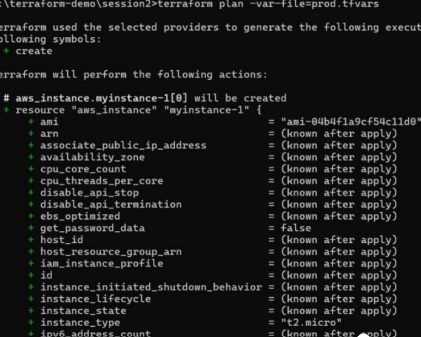 :\terraform-demo\session2>terraform plan -var-file=prod.tfvars
erraform used the selected providers to generate the following execut
ollowing symbols:
+ create
erraform will perform the following actions:
# aws_instance.myinstance-1[0] will be created
+ resource "aws_instance" "myinstance-1" {
+ ami = "ami-04b4f1a9cf54c11d0"
+ arn = (known after apply)
+ associate_public_ip_address = (known after apply)
+ availability_zone = (known after apply)
+ cpu_core_count = (known after apply)
+ cpu_threads_per_core = (known after apply)
+ disable_api_stop = (known after apply)
+ disable_api_termination = (known after apply)
+ ebs_optimized = (known after apply)
+ get_password_data = false
+ host_id = (known after apply)
+ host_resource_group_arn = (known after apply)
+ iam_instance_profile = (known after apply)
+ id = (known after apply)
+ instance_initiated_shutdown_behavior = (known after apply)
+ instance_lifecycle = (known after apply)
+ instance_state = (known after apply)
+ instance_type = "t2.micro"
+ ipv6_address_count = (known after apply)